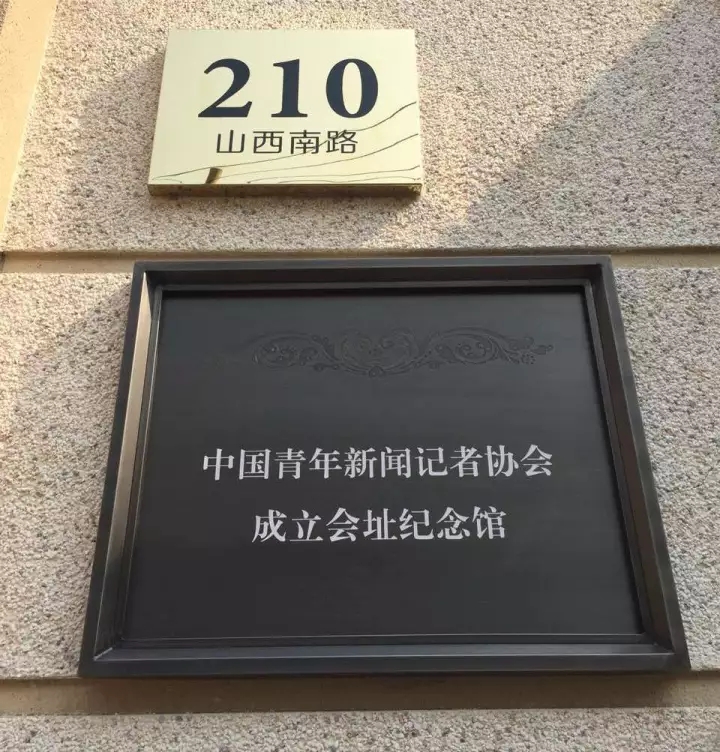 210
山西南路
中国青年新闻记者协会
成立会址纪念馆